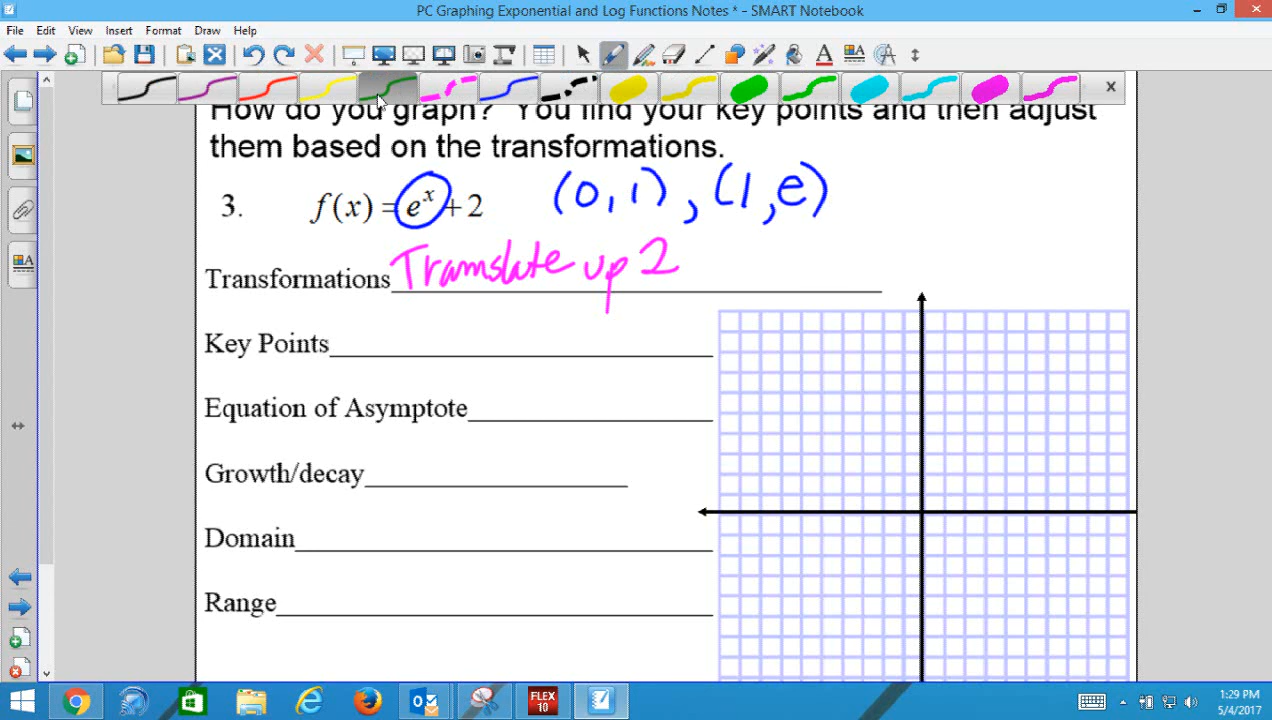 PC Graphing Exponential and Log Functions Notes * - SMART Notebook
File Edit View Insert Format Draw Help
How do you graph? You find your key points and then adjust
them based on the transformations.
3. f(x) = e^x + 2 (0,1), (1,e)
Transformations Translate up 2
Key Points
Equation of Asymptote
Growth/decay
Domain
Range
FLEX
10
1:29 PM
5/4/2017